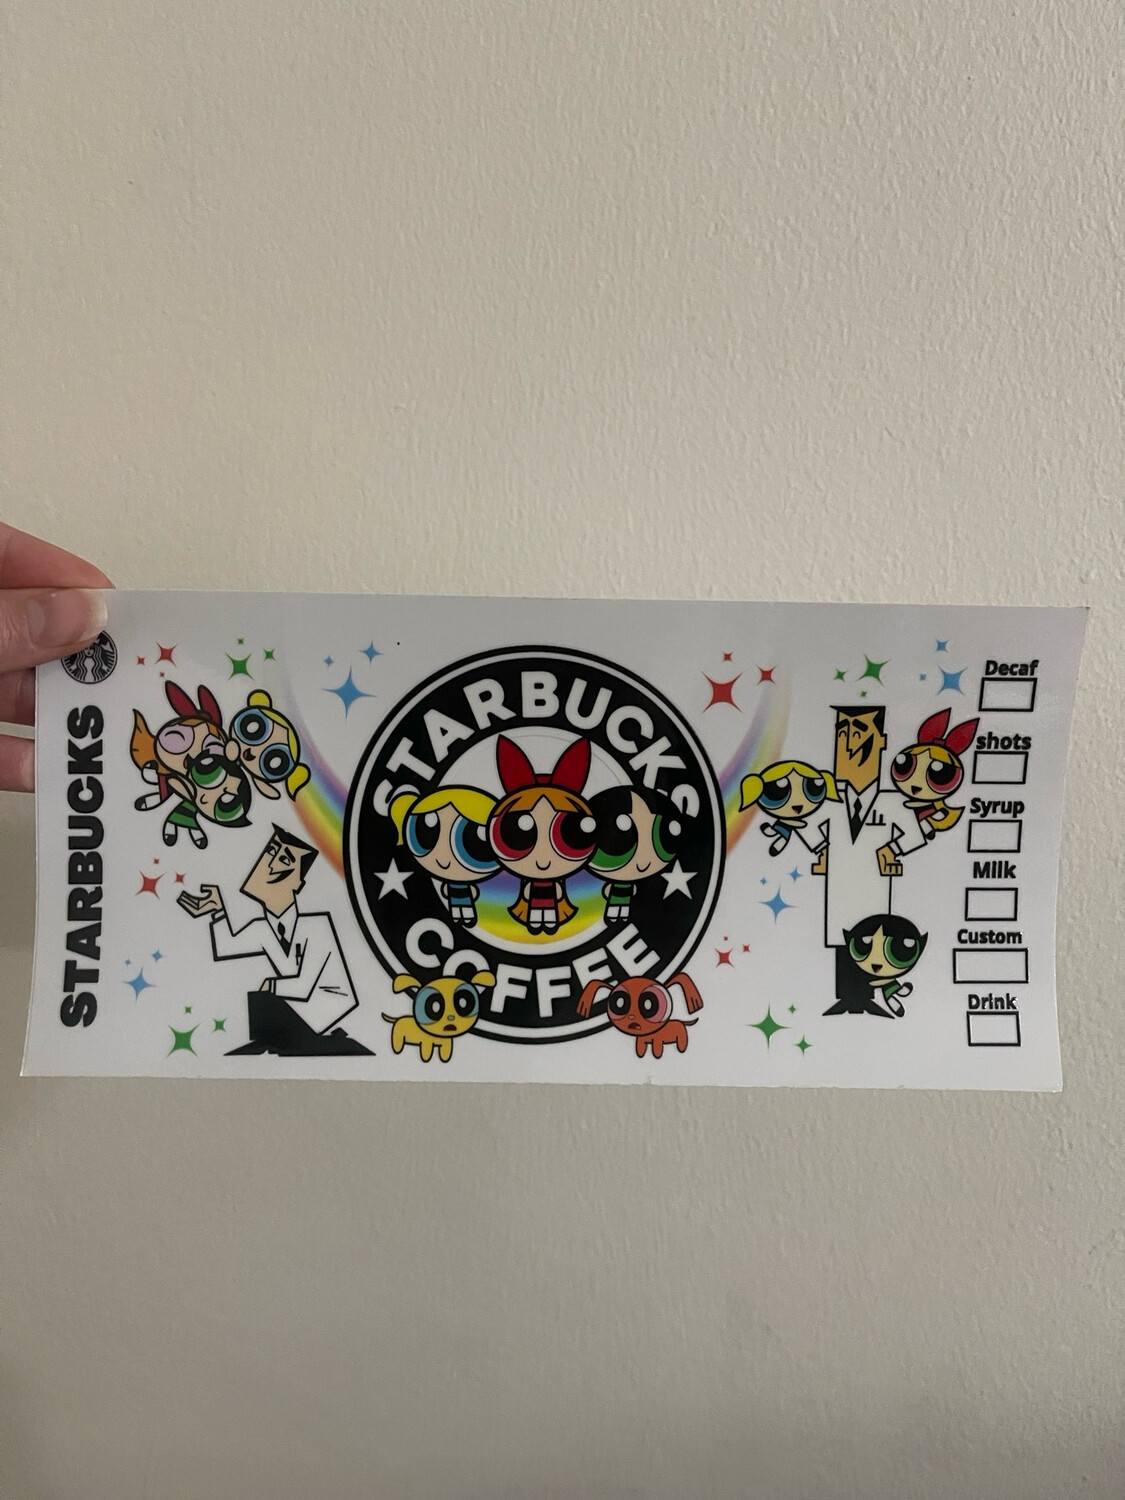 STARBUCKS
STARBUCKS
COFFEE
Decaf
shots
Syrup
Milk
Custom
Drink